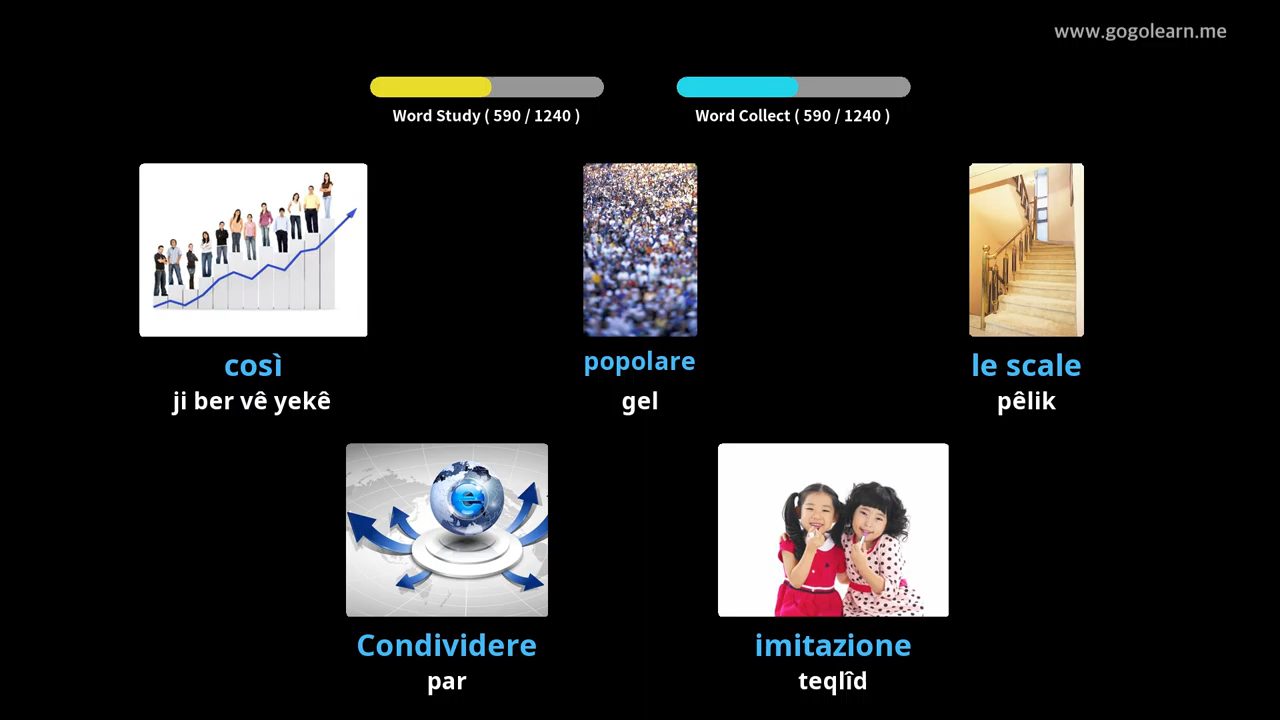 www.gogolearn.me
Word Study ( 590 / 1240 )
Word Collect ( 590 / 1240 )
così
ji ber vê yekê
popolare
gel
le scale
pêlik
e
Condividere
par
imitazione
teqlîd